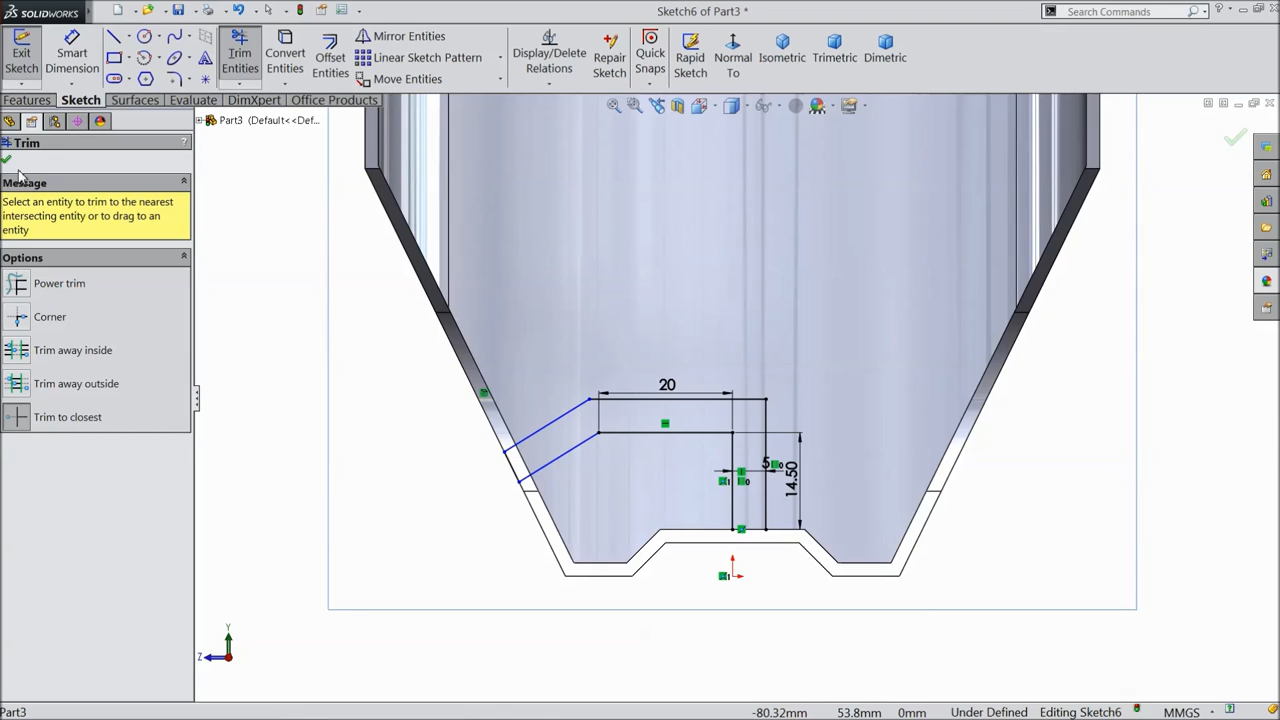 SOLIDWORKS
Sketch6 of Part3 *
Search Commands
Exit Sketch
Smart Dimension
Trim Entities
Convert Entities
Offset Entities
Mirror Entities
Linear Sketch Pattern
Move Entities
Display/Delete Relations
Repair Sketch
Quick Snaps
Rapid Sketch
Normal To
Isometric
Trimetric
Dimetric
Features
Sketch
Surfaces
Evaluate
DimXpert
Office Products
Part3 (Default<<Def...
Trim
?
Message
Select an entity to trim to the nearest
intersecting entity or to drag to an
entity
Options
Power trim
Corner
Trim away inside
Trim away outside
Trim to closest
20
5
14.50
Y
Z
Part3
-80.32mm
53.8mm
0mm
Under Defined
Editing Sketch6
MMGS